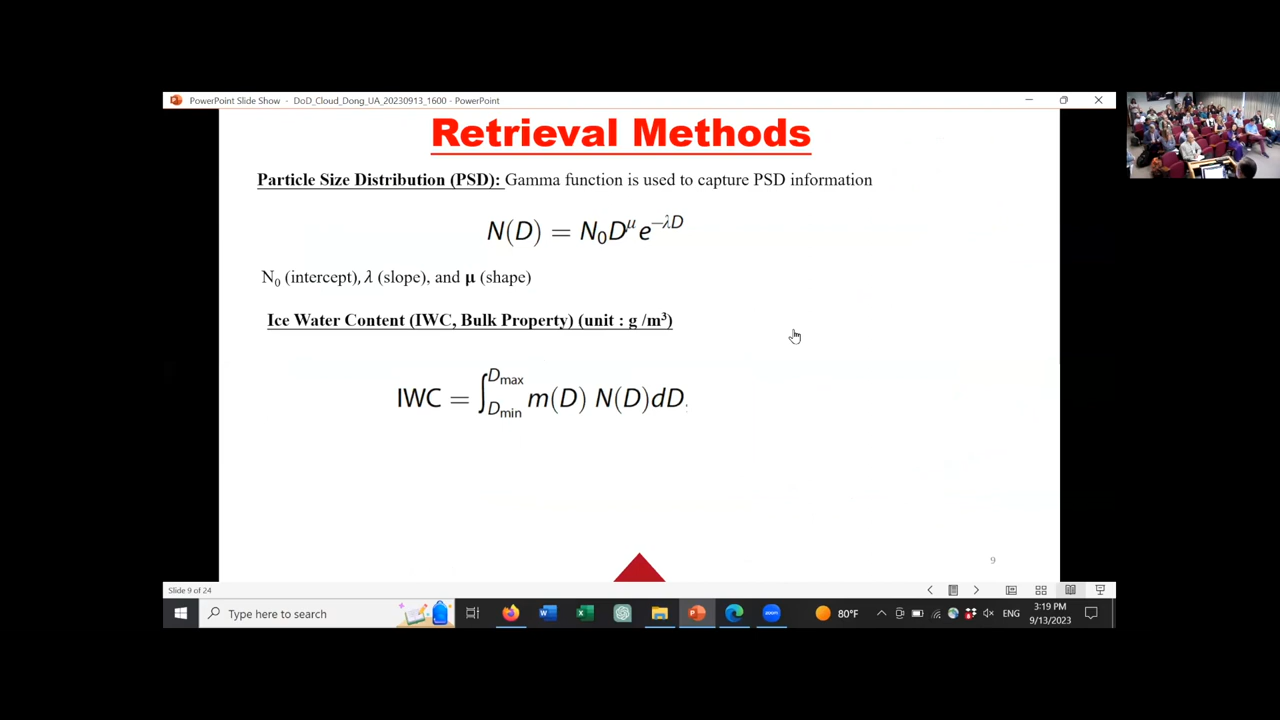 PowerPoint Slide Show - DoD_Cloud_Dong_UA_20230913_1600 - PowerPoint
Retrieval Methods
Particle Size Distribution (PSD): Gamma function is used to capture PSD information
N(D) = N₀D^μ e^{−λD}
N₀ (intercept), λ (slope), and μ (shape)
Ice Water Content (IWC, Bulk Property) (unit : g /m³)
IWC = ∫_{Dmin}^{Dmax} m(D) N(D)dD
9
Slide 9 of 24
Type here to search
80°F
ENG
3:19 PM
9/13/2023